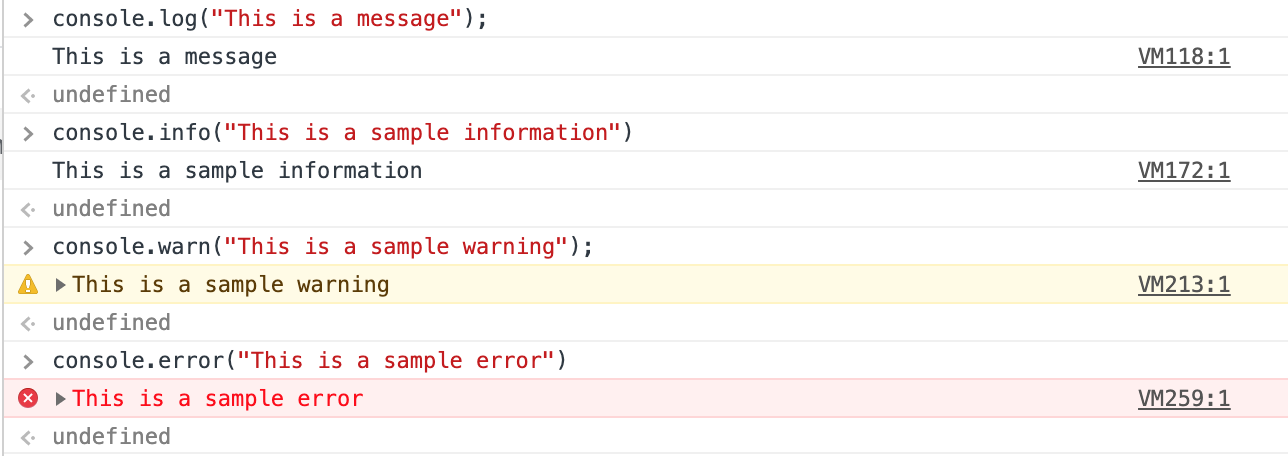 > console.log("This is a message");
This is a message VM118:1
undefined
> console.info("This is a sample information")
This is a sample information VM172:1
undefined
> console.warn("This is a sample warning");
This is a sample warning VM213:1
undefined
> console.error("This is a sample error")
This is a sample error VM259:1
undefined